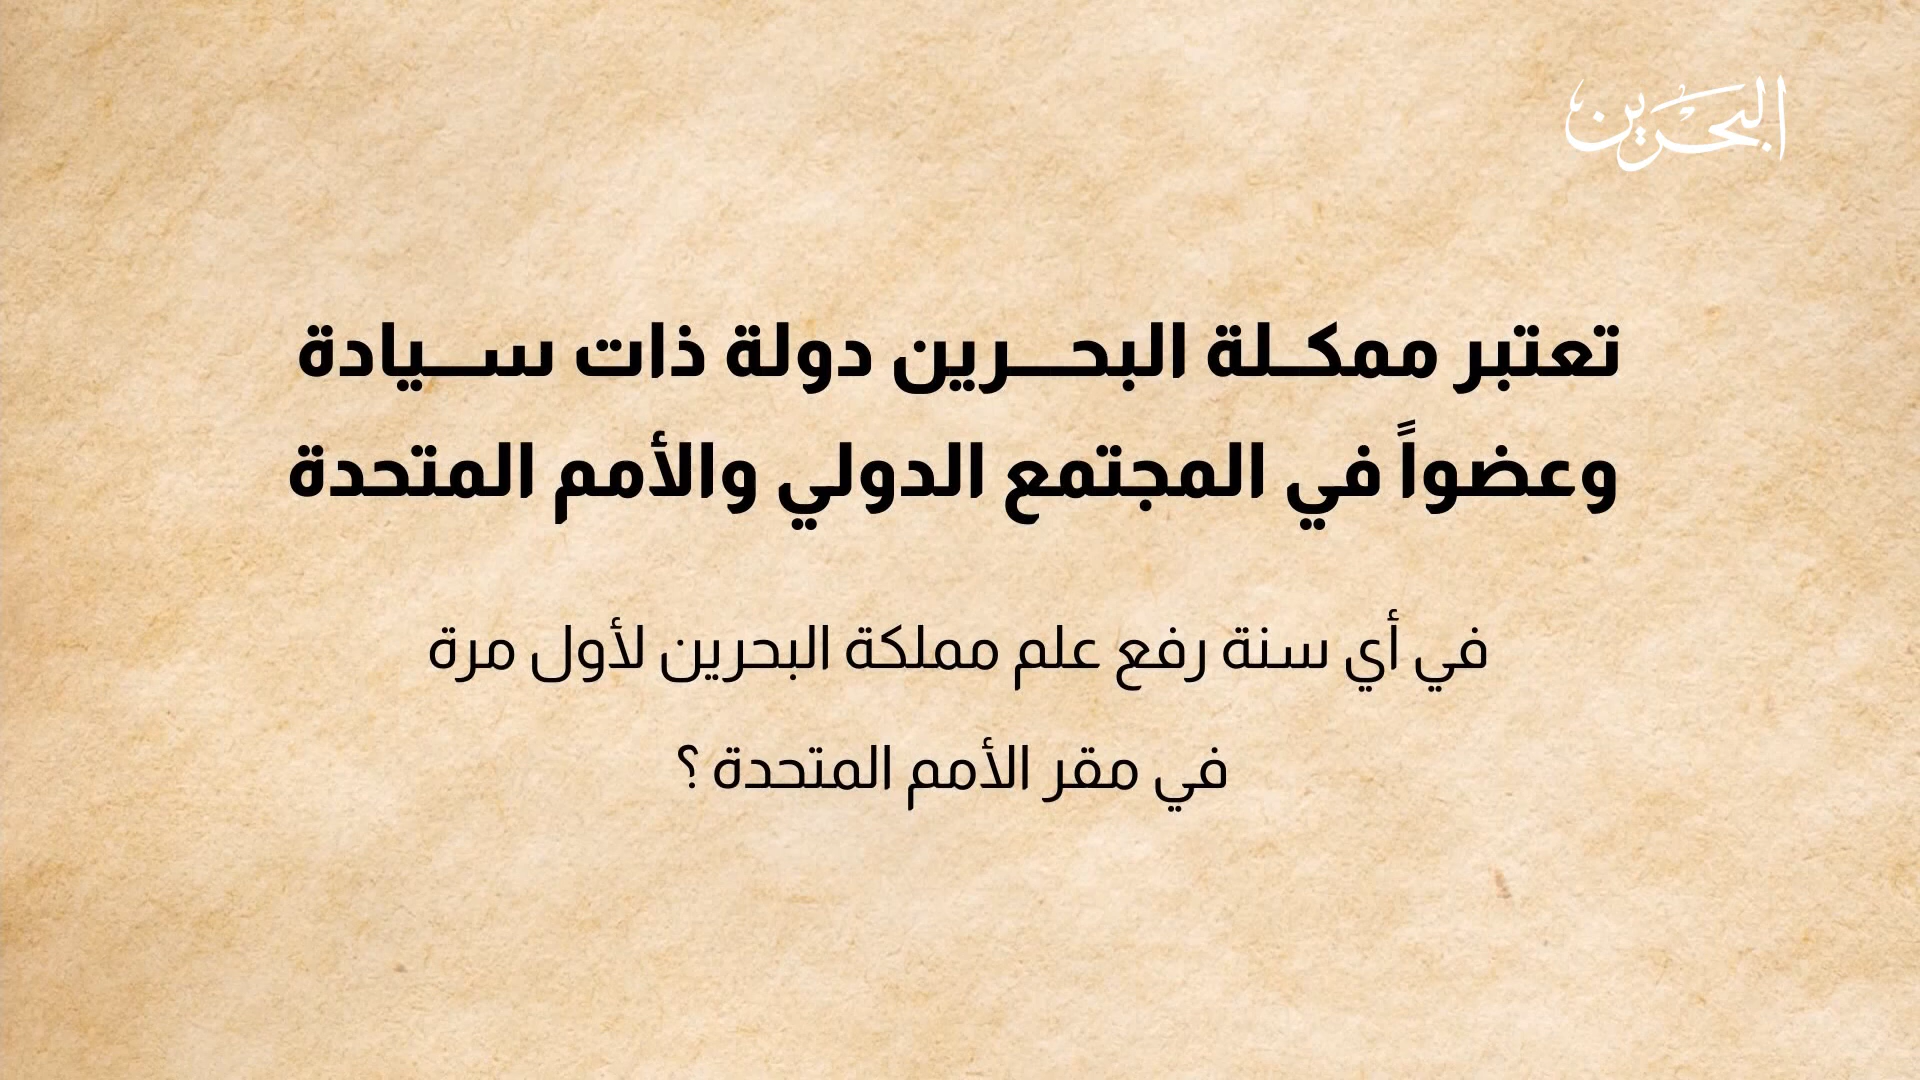 البحرين
تعتبر ممكـلة البحـــرين دولة ذات ســـيادة
وعضواً في المجتمع الدولي والأمم المتحدة
في أي سنة رفع علم مملكة البحرين لأول مرة
في مقر الأمم المتحدة ؟